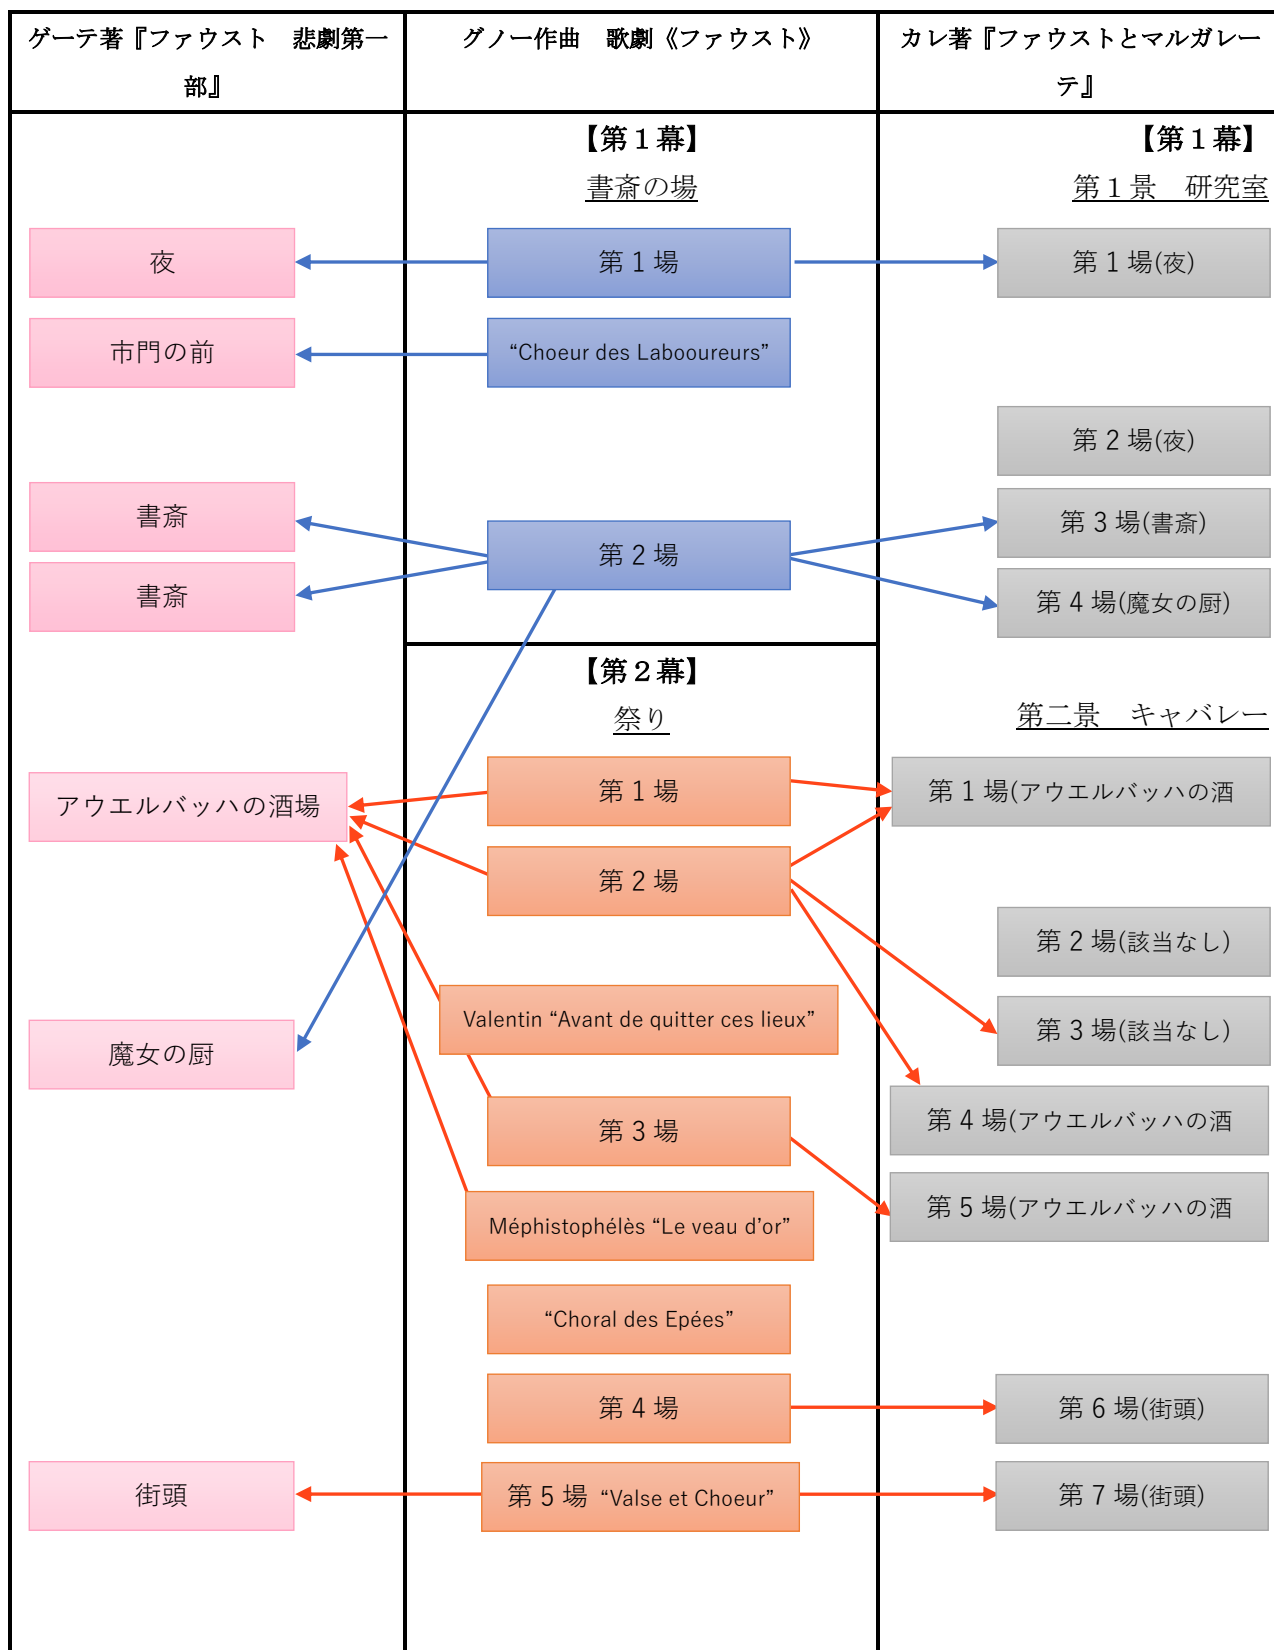 ゲーテ著『ファウスト　悲劇第一
部』
グノー作曲　歌劇《ファウスト》
カレ著『ファウストとマルガレー
テ』
【第１幕】
書斎の場
【第１幕】
第１景　研究室
夜
第 1 場
第 1 場(夜)
市門の前
“Choeur des Labooureurs”
第 2 場(夜)
書斎
第 2 場
第 3 場(書斎)
書斎
第 4 場(魔女の厨)
【第２幕】
祭り
第二景　キャバレー
アウエルバッハの酒場
第 1 場
第 1 場(アウエルバッハの酒
第 2 場
第 2 場(該当なし)
Valentin “Avant de quitter ces lieux”
魔女の厨
第 3 場(該当なし)
第 3 場
第 4 場(アウエルバッハの酒
第 5 場(アウエルバッハの酒
Méphistophélès “Le veau d’or”
“Choral des Epées”
第 4 場
第 6 場(街頭)
街頭
第 5 場 “Valse et Choeur”
第 7 場(街頭)